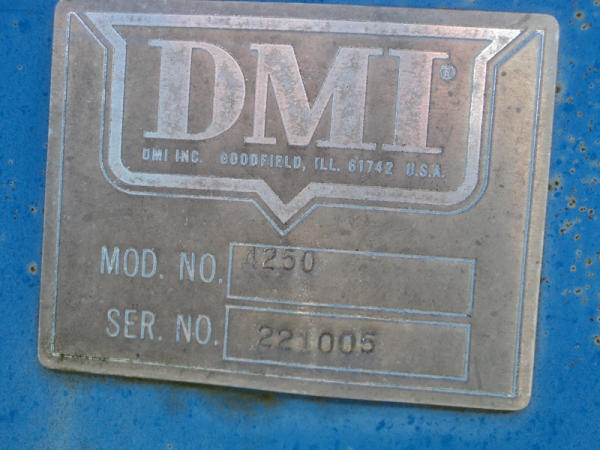 DMI®
DMI INC. GOODFIELD, ILL. 61742 U.S.A.
MOD. NO. 4250
SER. NO. 221005